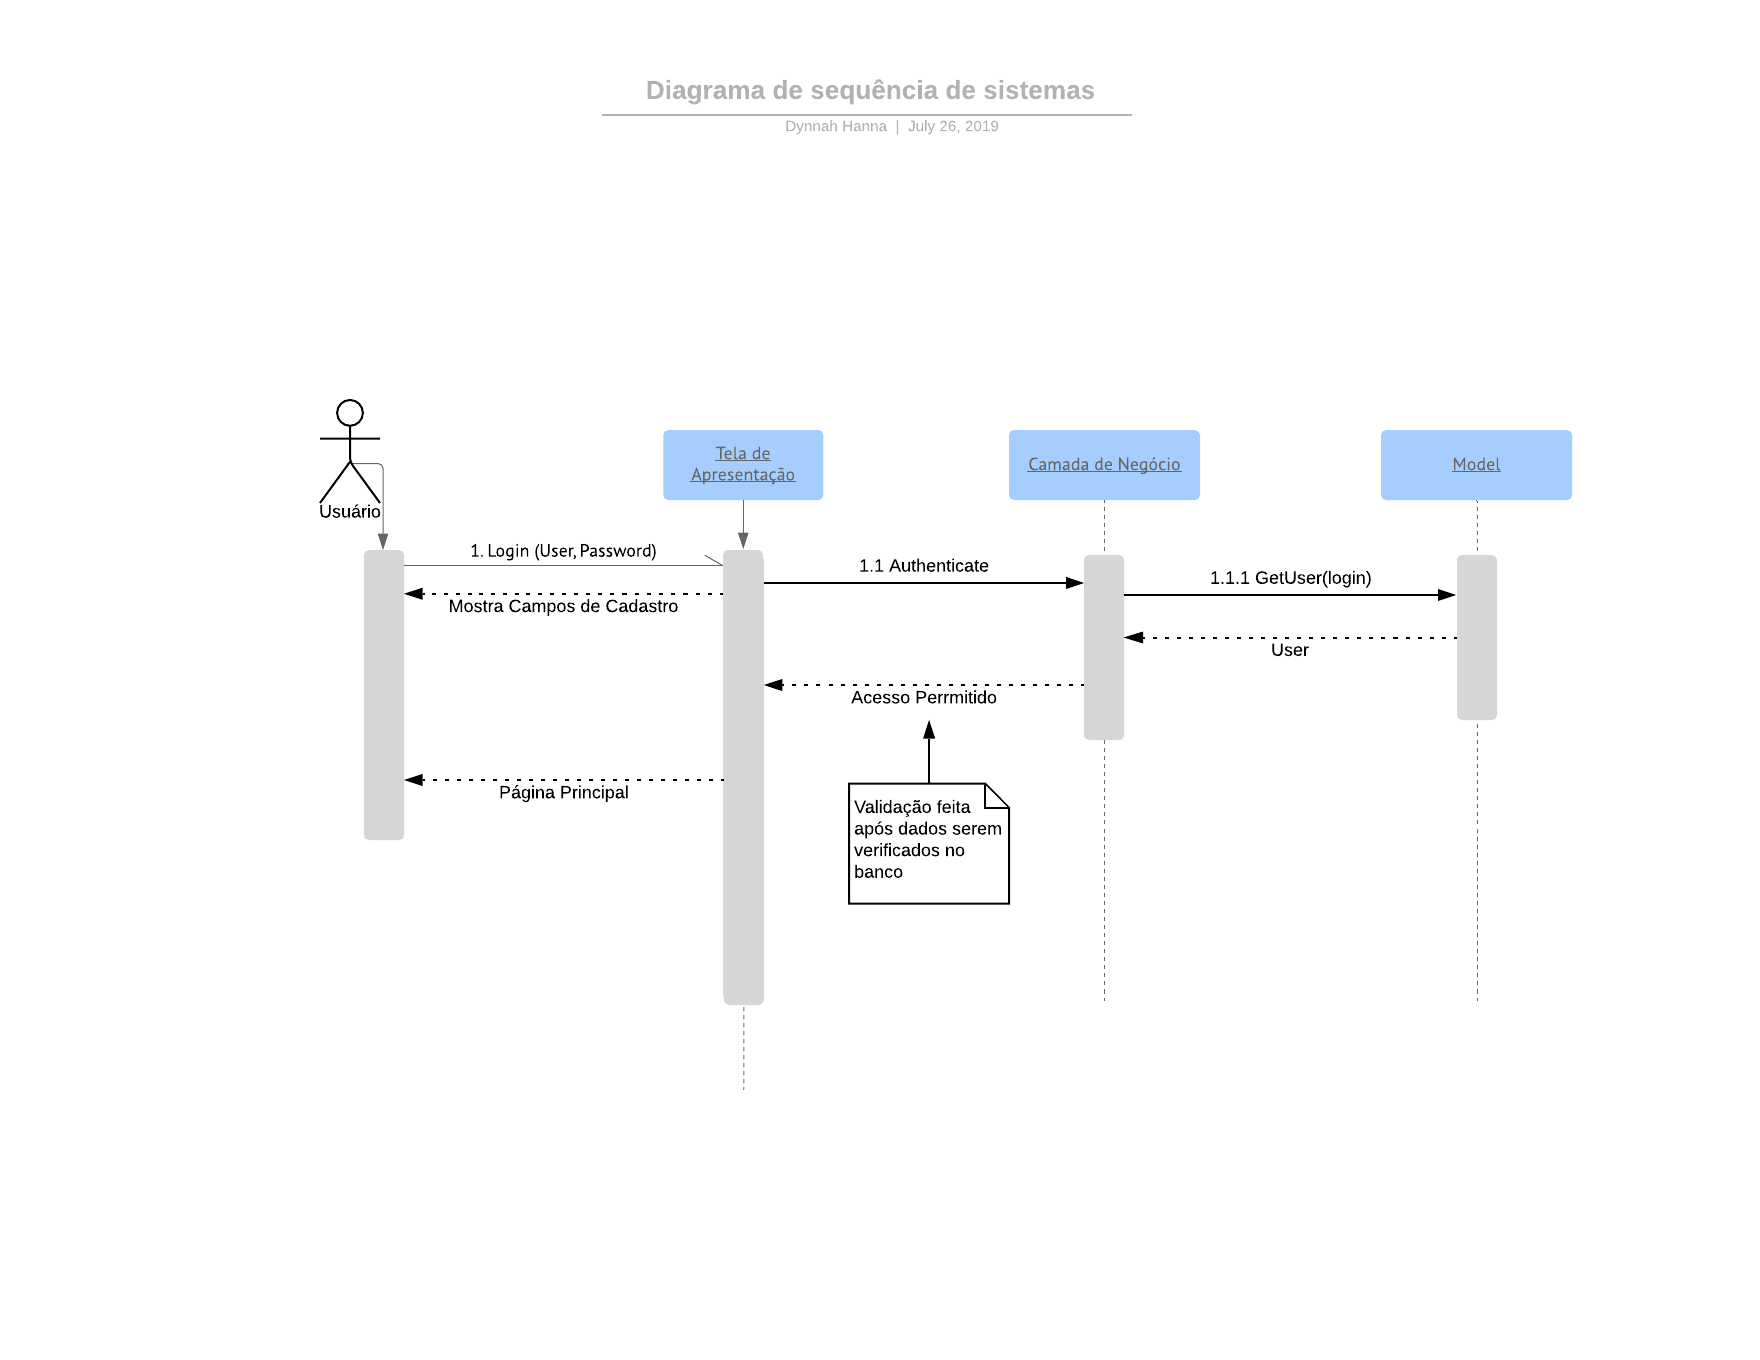 Diagrama de sequência de sistemas
Dynnah Hanna | July 26, 2019
Usuário
Tela de
Apresentação
Camada de Negócio
Model
1. Login (User, Password)
1.1 Authenticate
1.1.1 GetUser(login)
Mostra Campos de Cadastro
User
Acesso Perrmitido
Página Principal
Validação feita
após dados serem
verificados no
banco